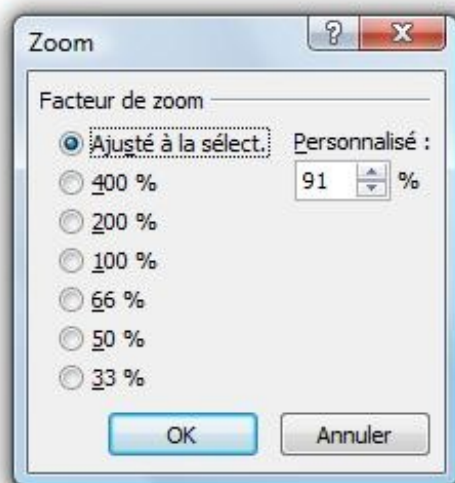 Zoom
Facteur de zoom
Ajusté à la sélect.
Personnalisé :
400 %
91 %
200 %
100 %
66 %
50 %
33 %
OK
Annuler